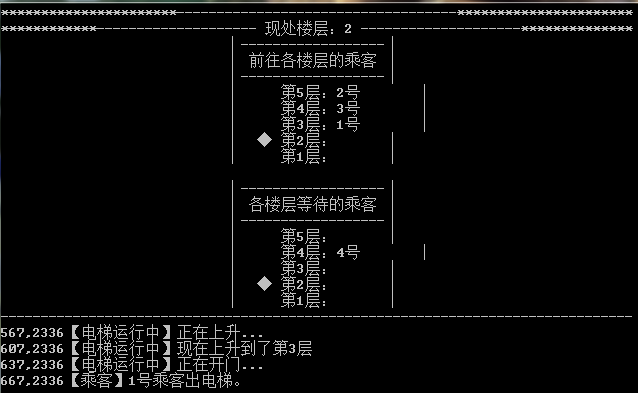 现处楼层：2
前往各楼层的乘客
第5层：2号
第4层：3号
第3层：1号
◆ 第2层：
第1层：
各楼层等待的乘客
第5层：
第4层：4号
第3层：
◆ 第2层：
第1层：
567,2336【电梯运行中】正在上升...
607,2336【电梯运行中】现在上升到了第3层
637,2336【电梯运行中】正在开门...
667,2336【乘客】1号乘客出电梯。